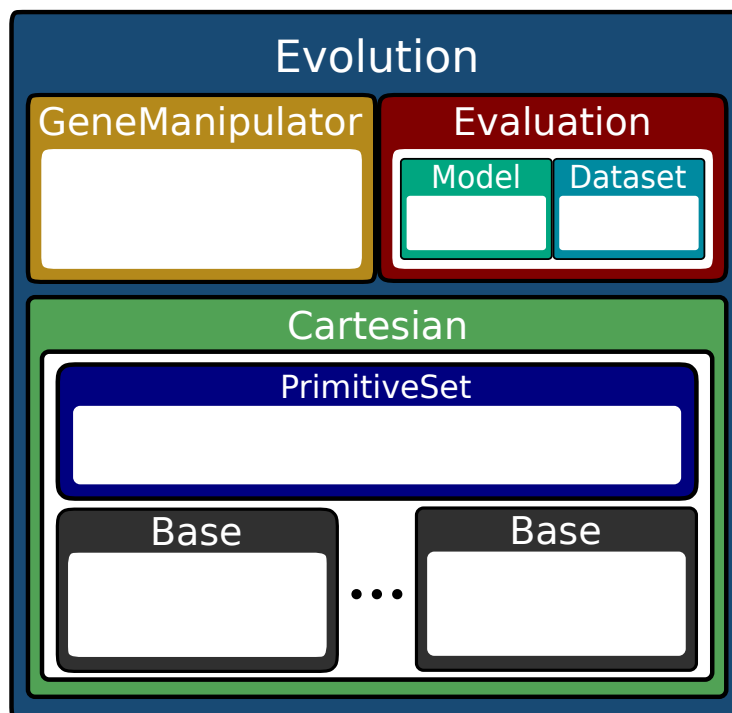 Evolution
GeneManipulator
Evaluation
Model
Dataset
Cartesian
PrimitiveSet
Base
...
Base